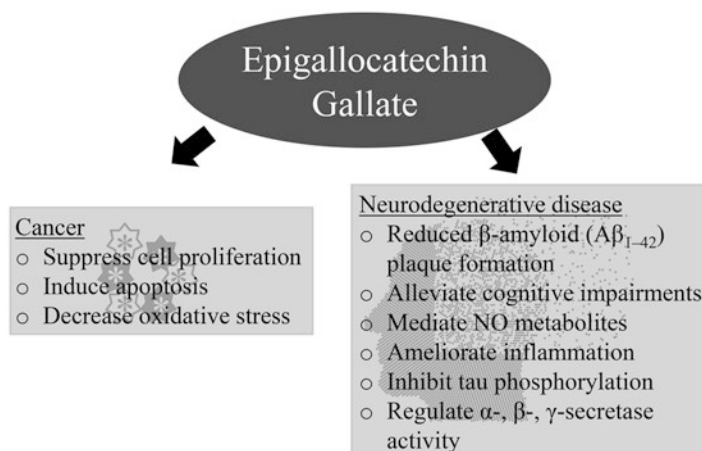 Epigallocatechin
Gallate
Cancer
○ Suppress cell proliferation
○ Induce apoptosis
○ Decrease oxidative stress
Neurodegenerative disease
○ Reduced β-amyloid (Aβ₁₋₄₂)
plaque formation
○ Alleviate cognitive impairments
○ Mediate NO metabolites
○ Ameliorate inflammation
○ Inhibit tau phosphorylation
○ Regulate α-, β-, γ-secretase
activity